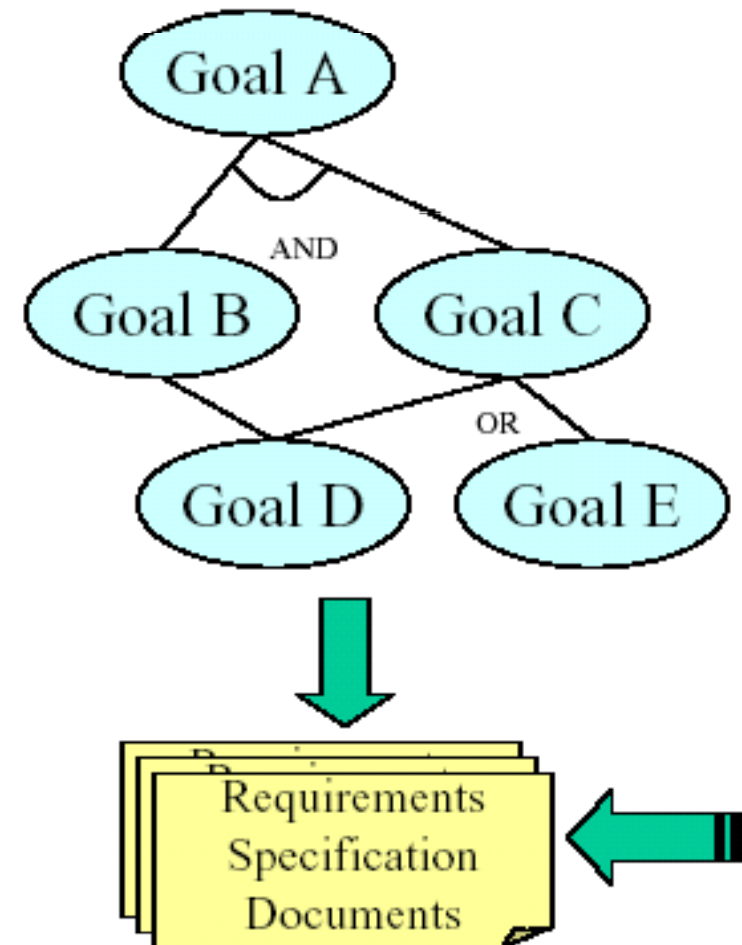 Goal A
AND
Goal B
Goal C
OR
Goal D
Goal E
Requirements
Specification
Documents